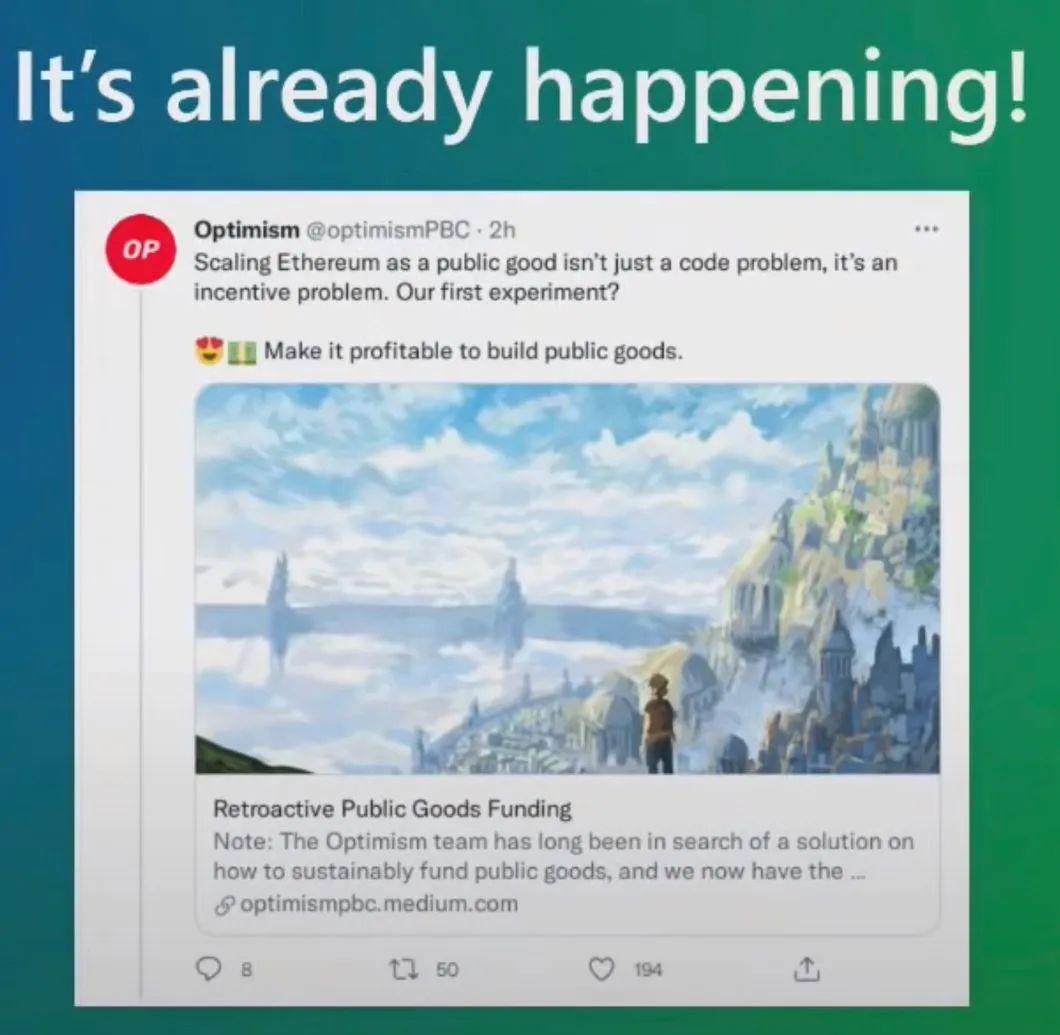 It's already happening!
OP
Optimism @optimismPBC · 2h
Scaling Ethereum as a public good isn't just a code problem, it's an
incentive problem. Our first experiment?
😍💵 Make it profitable to build public goods.
Retroactive Public Goods Funding
Note: The Optimism team has long been in search of a solution on
how to sustainably fund public goods, and we now have the ...
optimismpbc.medium.com
8 50 194